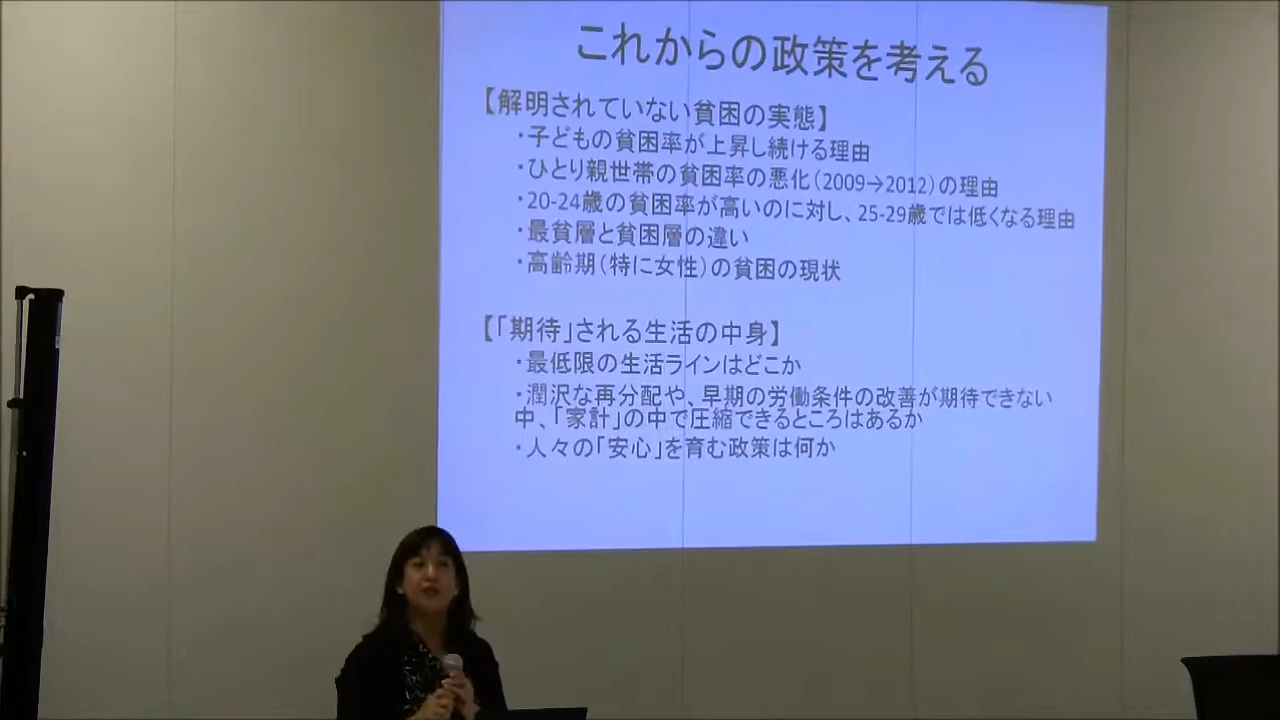 これからの政策を考える
【解明されていない貧困の実態】
・子どもの貧困率が上昇し続ける理由
・ひとり親世帯の貧困率の悪化（2009→2012）の理由
・20-24歳の貧困率が高いのに対し、25-29歳では低くなる理由
・最貧層と貧困層の違い
・高齢期（特に女性）の貧困の現状
【「期待」される生活の中身】
・最低限の生活ラインはどこか
・潤沢な再分配や、早期の労働条件の改善が期待できない
中、「家計」の中で圧縮できるところはあるか
・人々の「安心」を育む政策は何か